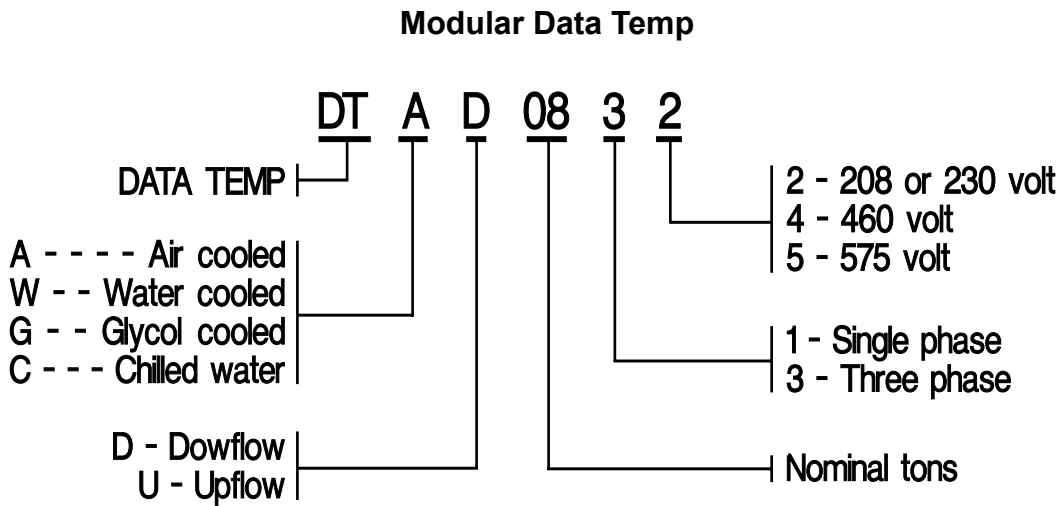 Modular Data Temp
DT A D 08 3 2
DATA TEMP
A - - - - Air cooled
W - - Water cooled
G - - Glycol cooled
C - - - Chilled water
D - Dowflow
U - Upflow
2 - 208 or 230 volt
4 - 460 volt
5 - 575 volt
1 - Single phase
3 - Three phase
Nominal tons